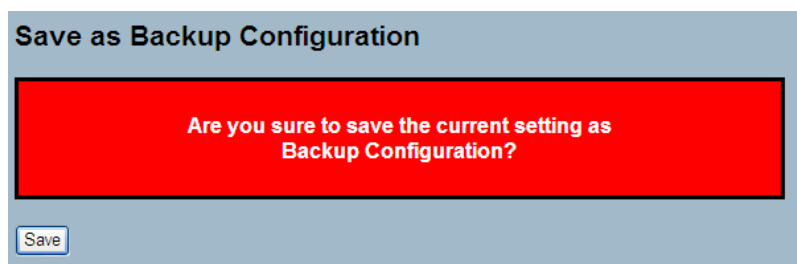 Save as Backup Configuration
Are you sure to save the current setting as
Backup Configuration?
Save